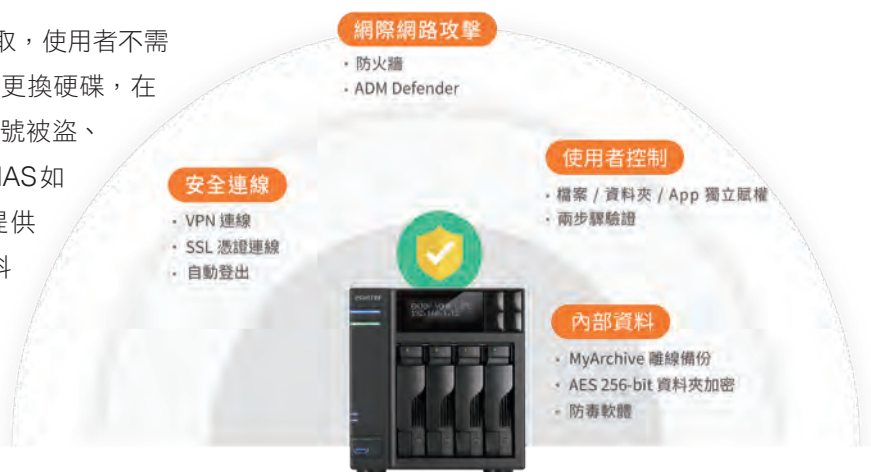 取，使用者不需
更換硬碟，在
號被盜、
NAS如
提供
料
網際網路攻擊
· 防火牆
· ADM Defender
安全連線
· VPN 連線
· SSL 憑證連線
· 自動登出
使用者控制
· 檔案 / 資料夾 / App 獨立賦權
· 兩步驟驗證
內部資料
· MyArchive 離線備份
· AES 256-bit 資料夾加密
· 防毒軟體